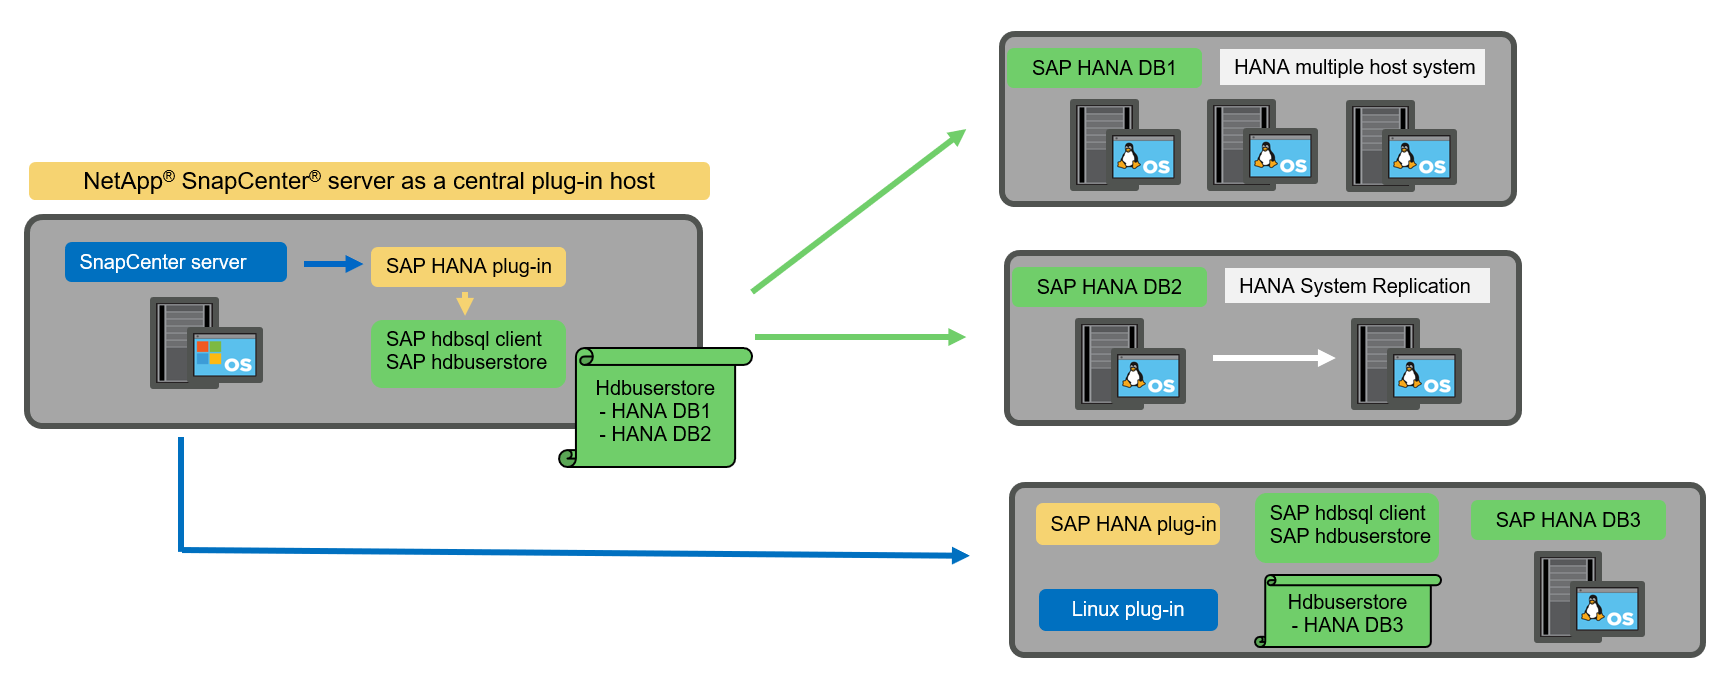 NetApp® SnapCenter® server as a central plug-in host
SnapCenter server
SAP HANA plug-in
SAP hdbsql client
SAP hdbuserstore
OS
Hdbuserstore
- HANA DB1
- HANA DB2
SAP HANA DB1
HANA multiple host system
OS
OS
OS
SAP HANA DB2
HANA System Replication
OS
OS
SAP HANA plug-in
SAP hdbsql client
SAP hdbuserstore
SAP HANA DB3
Linux plug-in
Hdbuserstore
- HANA DB3
OS